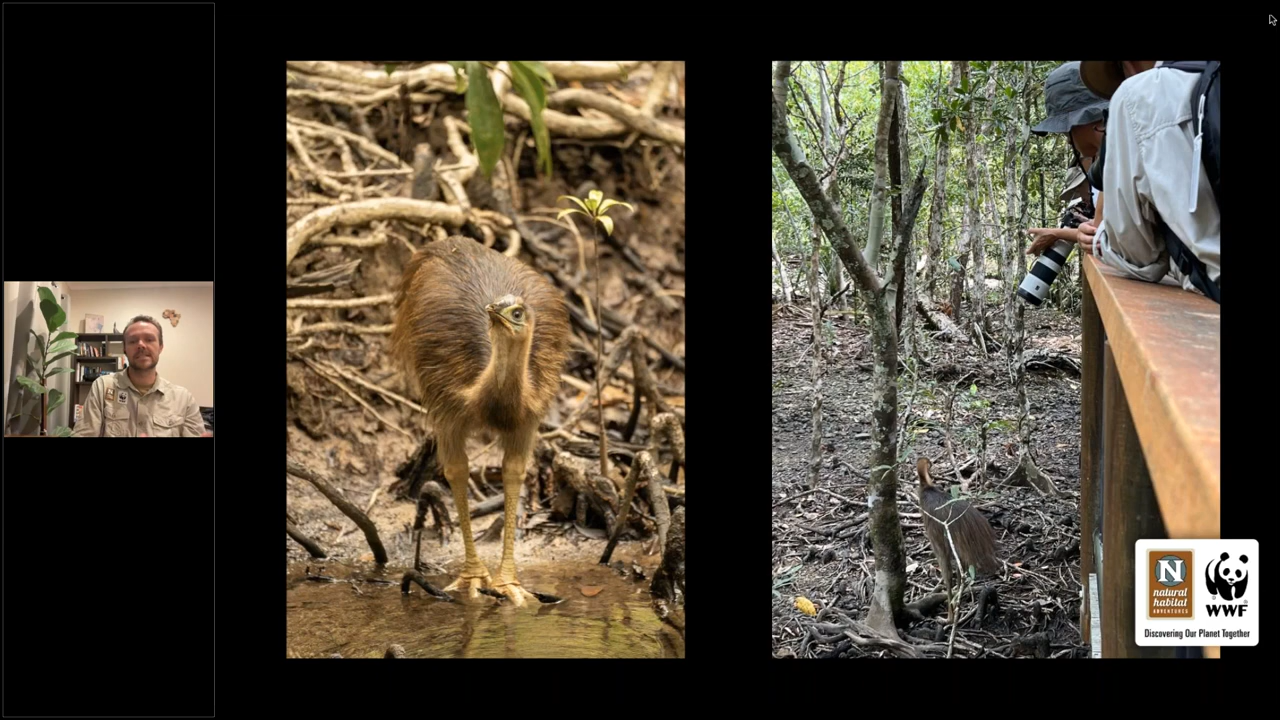 N
natural
habitat
ADVENTURES
WWF
Discovering Our Planet Together